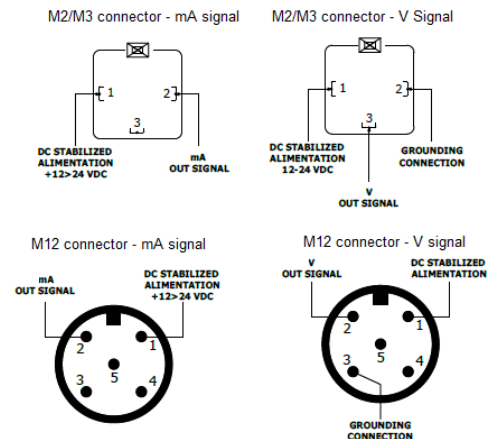 M2/M3 connector - mA signal
M2/M3 connector - V Signal
1
2
3
DC STABILIZED
ALIMENTATION
+12>24 VDC
mA
OUT SIGNAL
1
2
3
DC STABILIZED
ALIMENTATION
12-24 VDC
GROUNDING
CONNECTION
V
OUT SIGNAL
M12 connector - mA signal
M12 connector - V signal
mA
OUT SIGNAL
DC STABILIZED
ALIMENTATION
+12>24 VDC
2
1
3
5
4
V
OUT SIGNAL
DC STABILIZED
ALIMENTATION
2
1
3
5
4
GROUNDING
CONNECTION